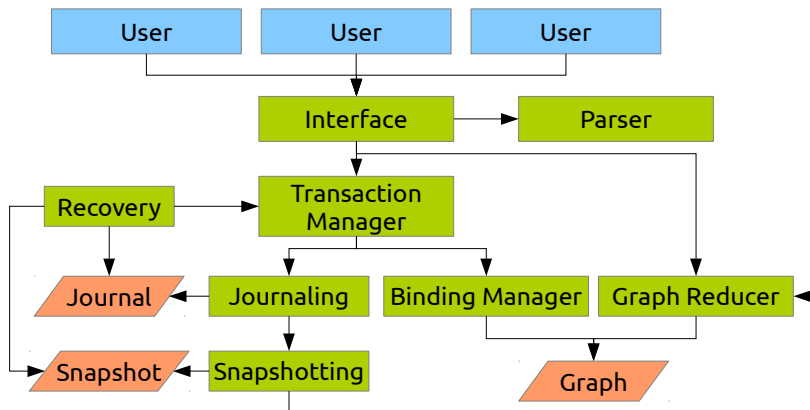 User
User
User
Interface
Parser
Recovery
Transaction
Manager
Journal
Journaling
Binding Manager
Graph Reducer
Snapshot
Snapshotting
Graph